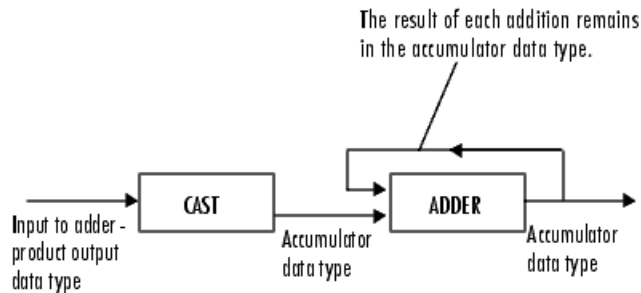 The result of each addition remains
in the accumulator data type.
CAST
ADDER
Input to adder -
product output
data type
Accumulator
data type
Accumulator
data type